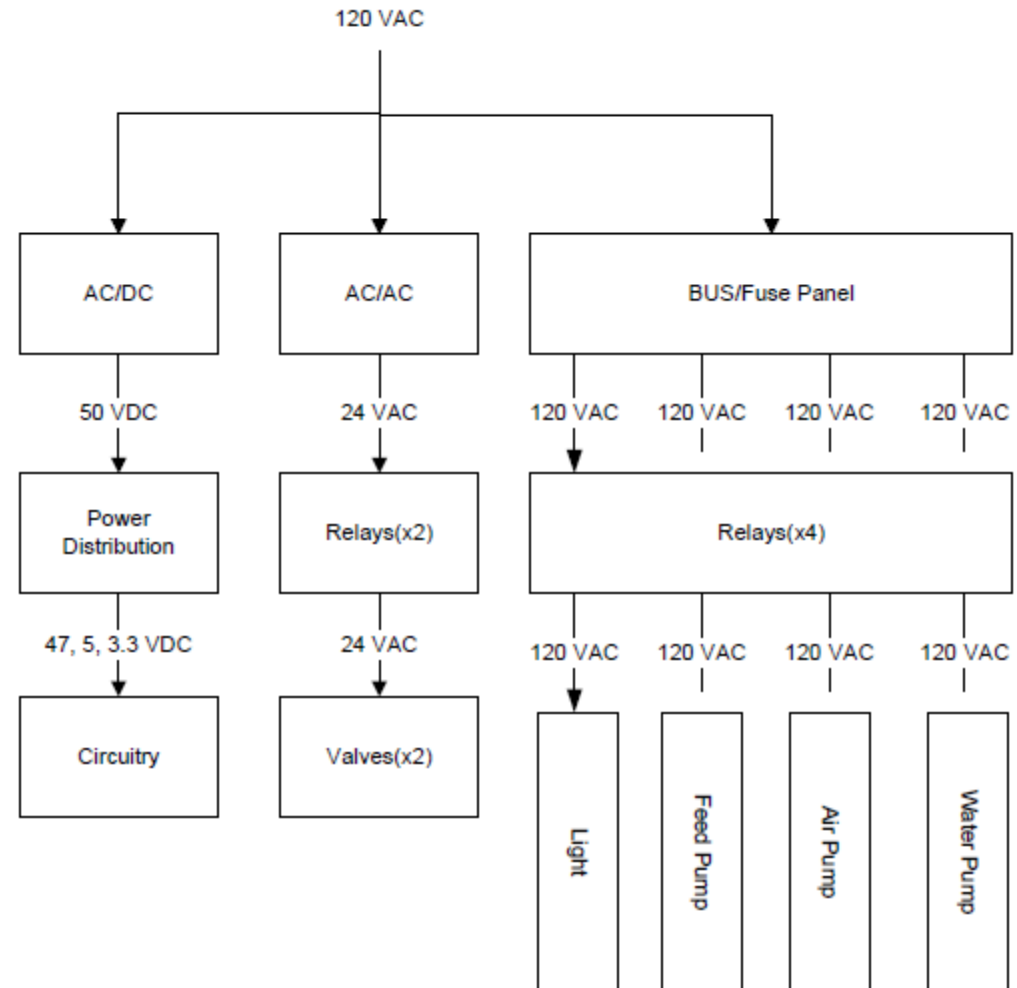 120 VAC
AC/DC
AC/AC
BUS/Fuse Panel
50 VDC
24 VAC
120 VAC
120 VAC
120 VAC
120 VAC
Power
Distribution
Relays(x2)
Relays(x4)
47, 5, 3.3 VDC
24 VAC
120 VAC
120 VAC
120 VAC
120 VAC
Circuitry
Valves(x2)
Light
Feed Pump
Air Pump
Water Pump